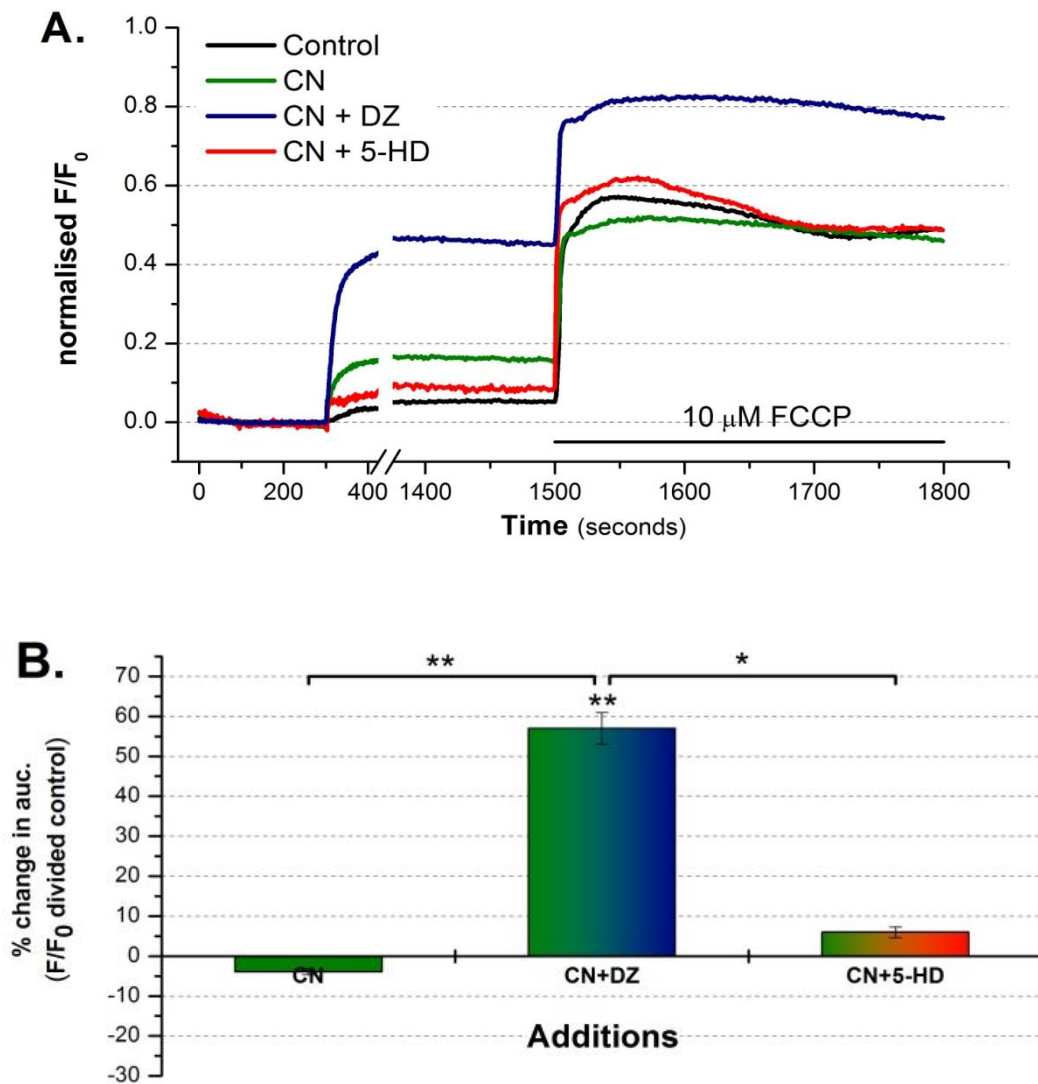 A.
Control
CN
CN + DZ
CN + 5-HD
normalised F/F0
1.0
0.8
0.6
0.4
0.2
0.0
10 μM FCCP
0 200 400 1400 1500 1600 1700 1800
Time (seconds)
B.
% change in auc.
(F/F0 divided control)
70
60
50
40
30
20
10
0
-10
-20
-30
** *
**
CN CN+DZ CN+5-HD
Additions